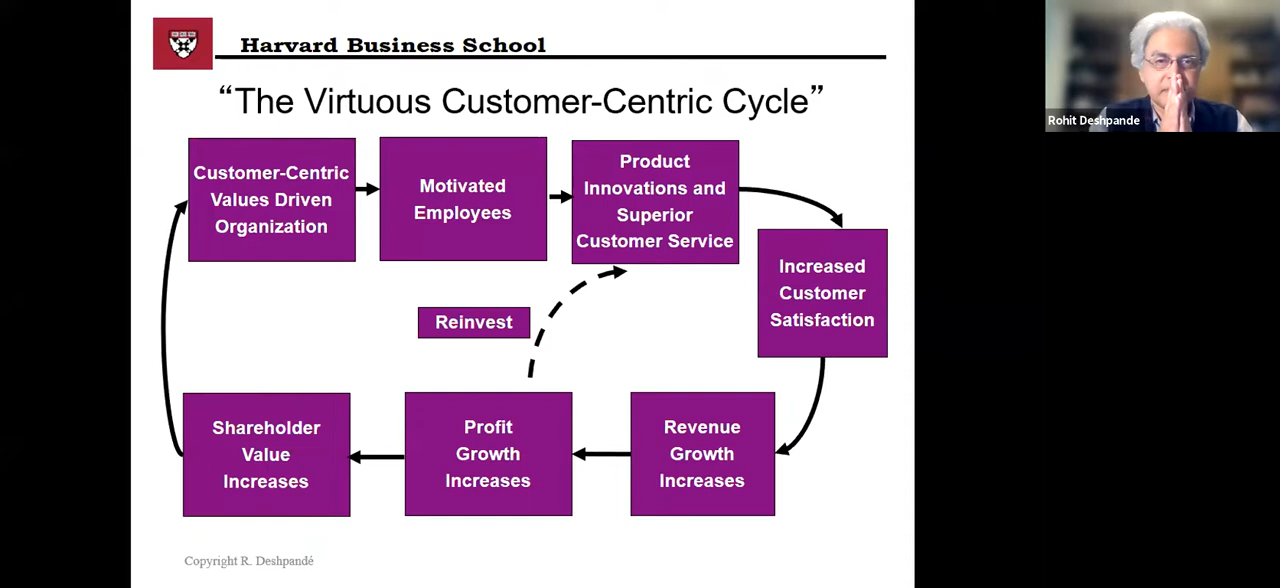 Harvard Business School
“The Virtuous Customer-Centric Cycle”
Rohit Deshpande
Customer-Centric
Values Driven
Organization
Motivated
Employees
Product
Innovations and
Superior
Customer Service
Increased
Customer
Satisfaction
Reinvest
Shareholder
Value
Increases
Profit
Growth
Increases
Revenue
Growth
Increases
Copyright R. Deshpandé